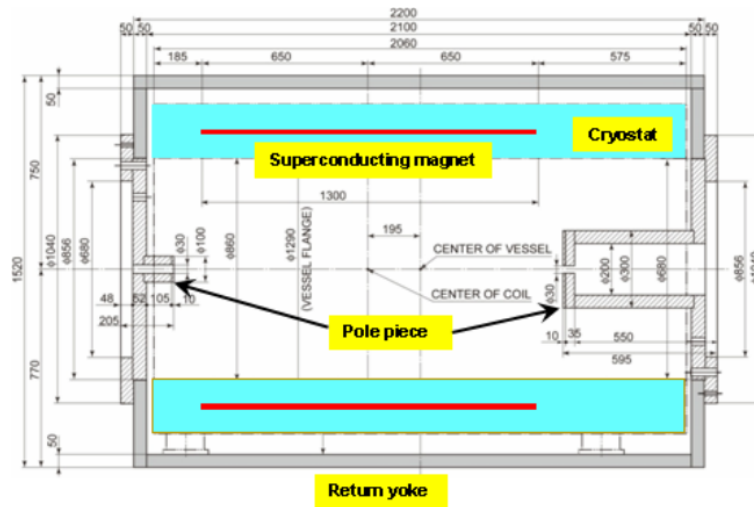 2200
50
50
2100
50
50
2060
185
650
650
575
50
Cryostat
Superconducting magnet
750
1300
195
CENTER OF VESSEL
CENTER OF COIL
1520
ϕ1040
ϕ856
ϕ680
ϕ30
ϕ100
ϕ860
ϕ1290
(VESSEL FLANGE)
ϕ30
ϕ200
ϕ300
ϕ680
ϕ856
48
52
105
10
205
Pole piece
10
35
550
595
770
50
Return yoke